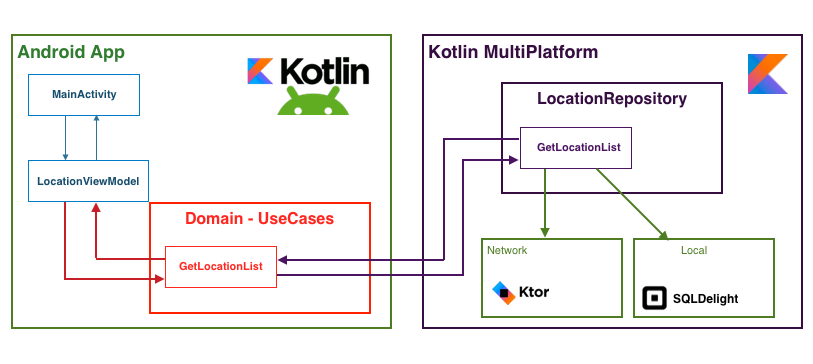 Android App
Kotlin
MainActivity
LocationViewModel
Domain - UseCases
GetLocationList
Kotlin MultiPlatform
LocationRepository
GetLocationList
Network
Ktor
Local
SQLDelight